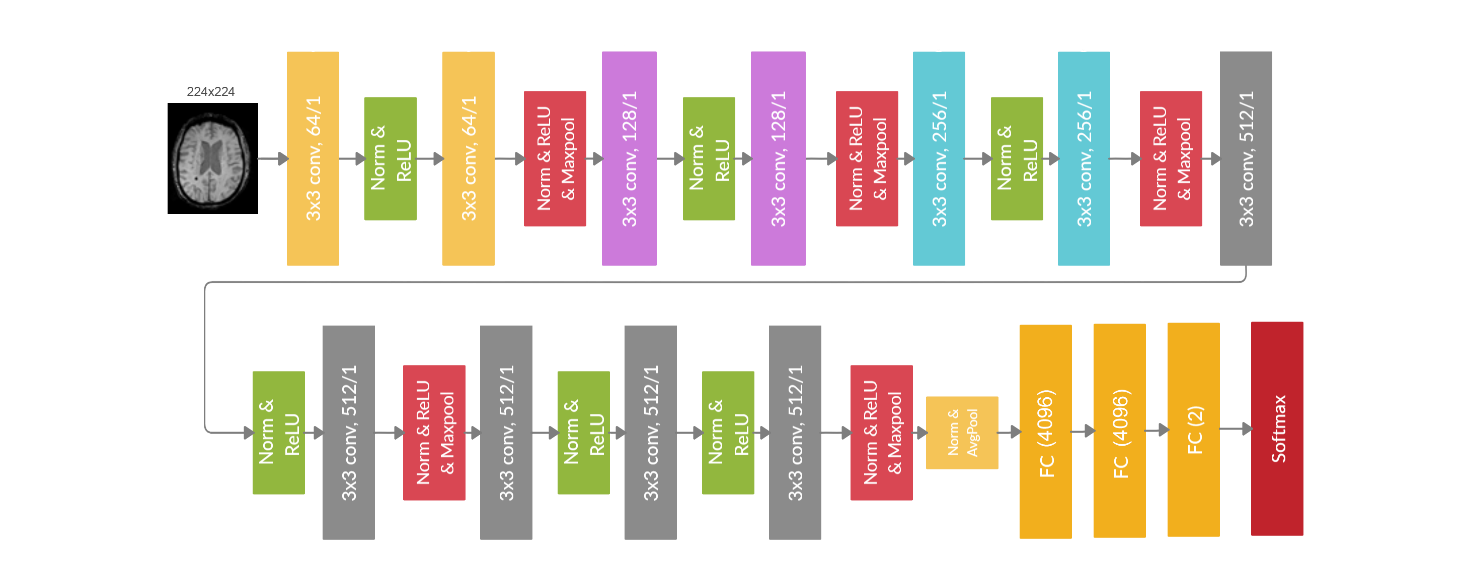 224x224
3x3 conv, 64/1
Norm &
ReLU
3x3 conv, 64/1
Norm & ReLU
& Maxpool
3x3 conv, 128/1
Norm &
ReLU
3x3 conv, 128/1
Norm & ReLU
& Maxpool
3x3 conv, 256/1
Norm &
ReLU
3x3 conv, 256/1
Norm & ReLU
& Maxpool
3x3 conv, 512/1
Norm &
ReLU
3x3 conv, 512/1
Norm & ReLU
& Maxpool
3x3 conv, 512/1
Norm &
ReLU
3x3 conv, 512/1
Norm &
ReLU
3x3 conv, 512/1
Norm & ReLU
& Maxpool
Norm &
AvgPool
FC (4096)
FC (4096)
FC (2)
Softmax